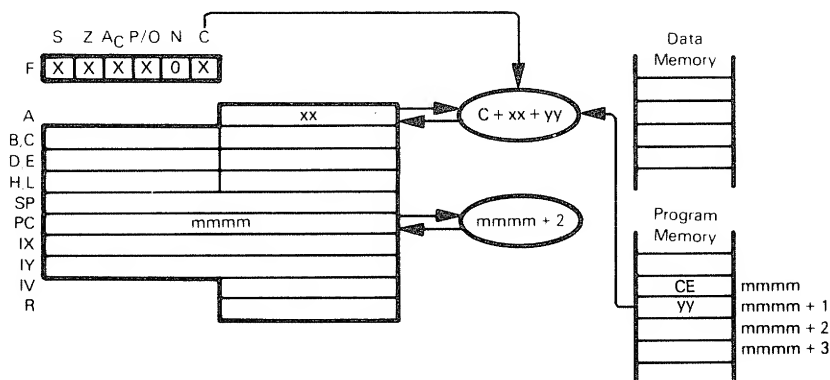 S Z AC P/O N C
F X X X X 0 X
Data
Memory
A xx
C + xx + yy
B,C
D,E
H,L
SP
PC mmmm
mmmm + 2
IX
IY
IV
R
Program
Memory
CE mmmm
yy mmmm + 1
mmmm + 2
mmmm + 3